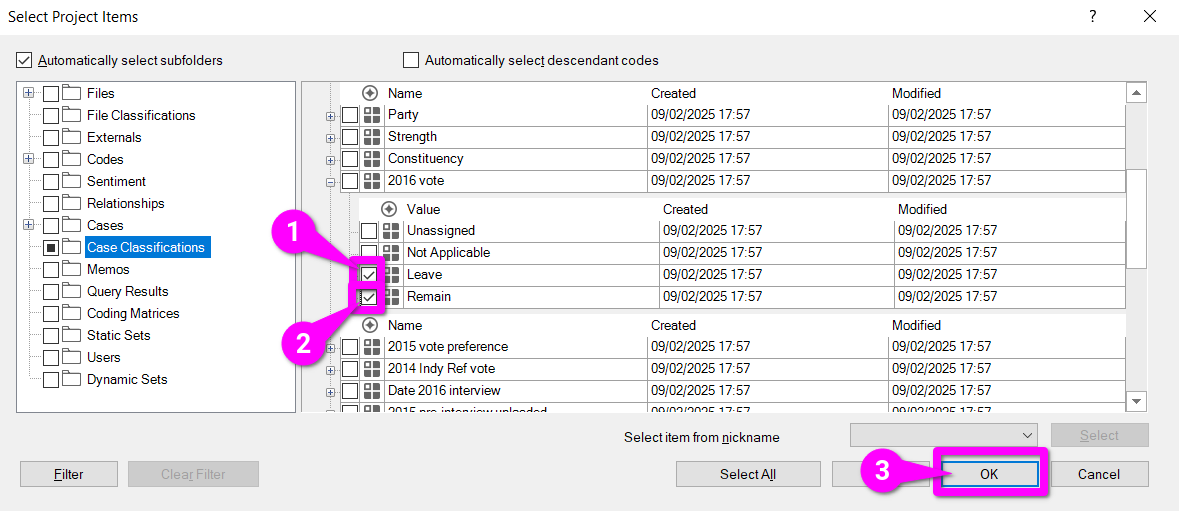 Select Project Items
?
Automatically select subfolders
Automatically select descendant codes
Files
File Classifications
Externals
Codes
Sentiment
Relationships
Cases
Case Classifications
Memos
Query Results
Coding Matrices
Static Sets
Users
Dynamic Sets
Name Created Modified
Party 09/02/2025 17:57 09/02/2025 17:57
Strength 09/02/2025 17:57 09/02/2025 17:57
Constituency 09/02/2025 17:57 09/02/2025 17:57
2016 vote 09/02/2025 17:57 09/02/2025 17:57
Value Created Modified
Unassigned 09/02/2025 17:57 09/02/2025 17:57
1
Not Applicable 09/02/2025 17:57 09/02/2025 17:57
Leave 09/02/2025 17:57 09/02/2025 17:57
Remain 09/02/2025 17:57 09/02/2025 17:57
Name Created Modified
2
2015 vote preference 09/02/2025 17:57 09/02/2025 17:57
2014 Indy Ref vote 09/02/2025 17:57 09/02/2025 17:57
Date 2016 interview 09/02/2025 17:57 09/02/2025 17:57
2015 pre interview uploaded 09/02/2025 17:57 09/02/2025 17:57
Select item from nickname
Select
Filter
Clear Filter
Select All
3
OK
Cancel